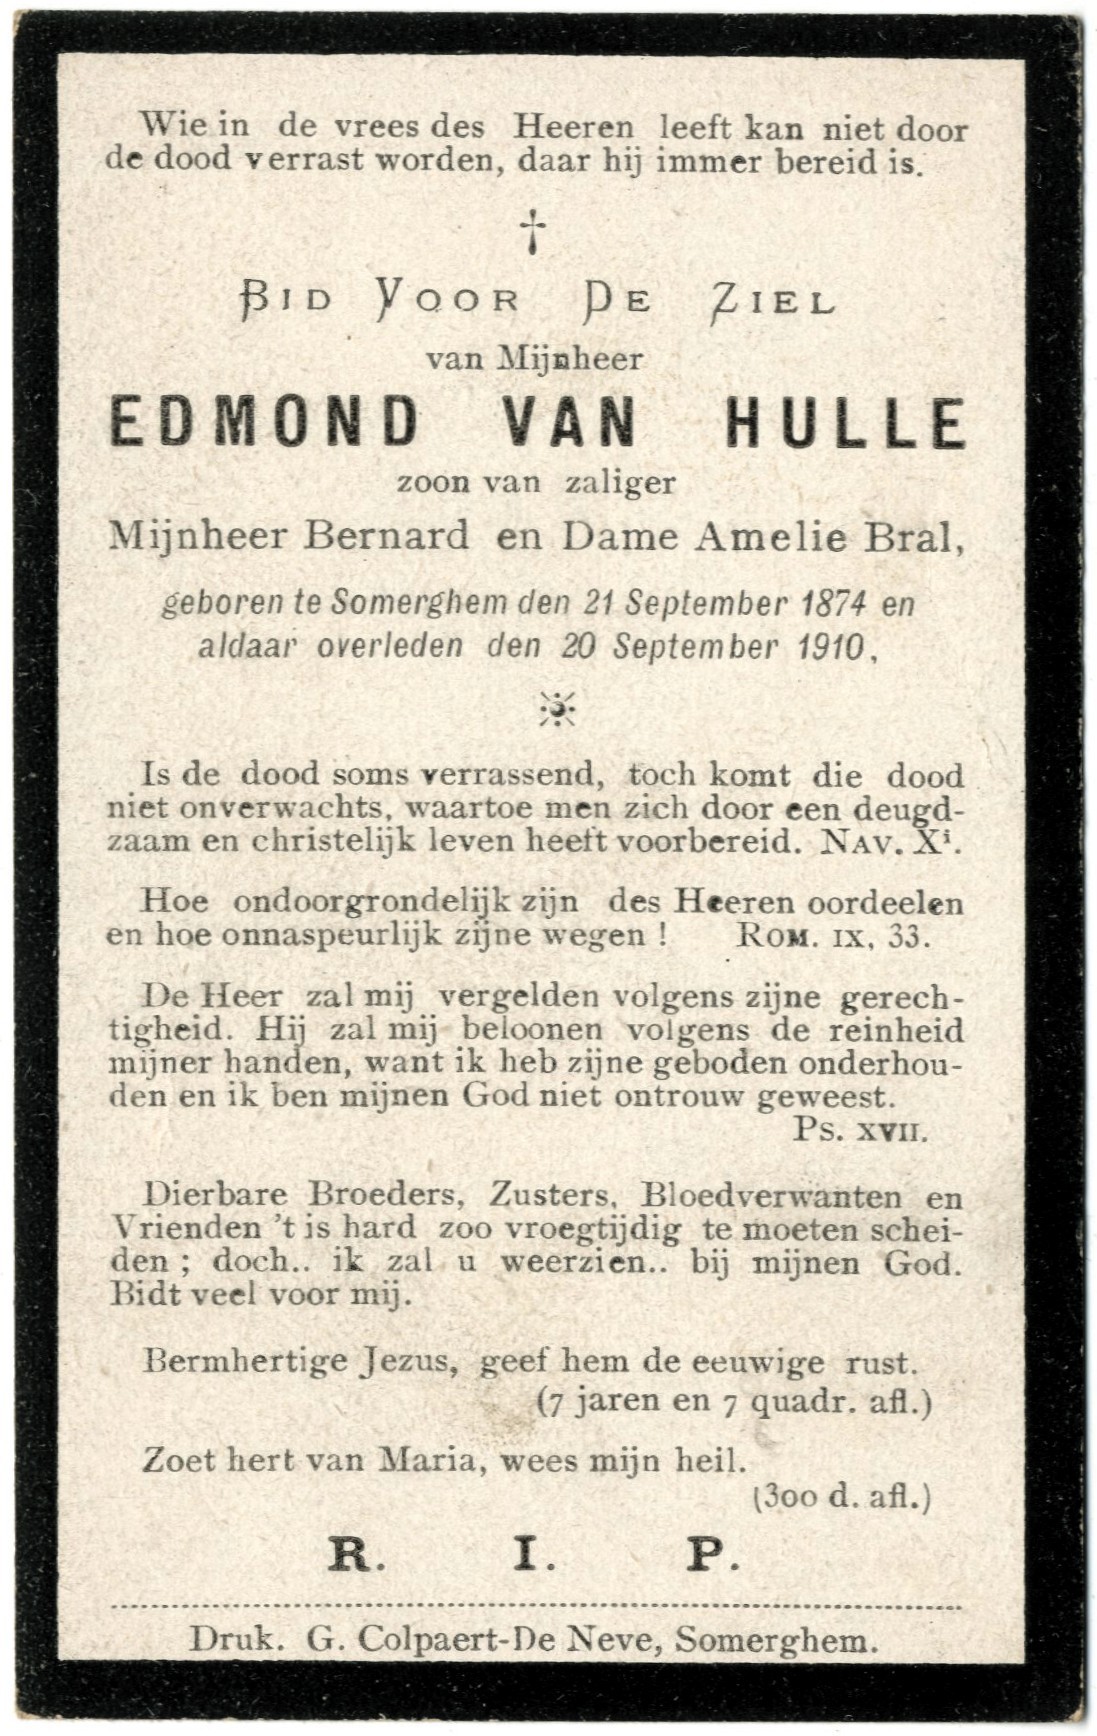 Wie in de vrees des Heeren leeft kan niet door
de dood verrast worden, daar hij immer bereid is.
†
Bid Voor De Ziel
van Mijnheer
EDMOND VAN HULLE
zoon van zaliger
Mijnheer Bernard en Dame Amelie Bral,
geboren te Somerghem den 21 September 1874 en
aldaar overleden den 20 September 1910,
Is de dood soms verrassend, toch komt die dood
niet onverwachts, waartoe men zich door een deugd-
zaam en christelijk leven heeft voorbereid. NAV. Xi.
Hoe ondoorgrondelijk zijn des Heeren oordeelen
en hoe onnaspeurlijk zijne wegen ! ROM. IX, 33.
De Heer zal mij vergelden volgens zijne gerech-
tigheid. Hij zal mij beloonen volgens de reinheid
mijner handen, want ik heb zijne geboden onderhou-
den en ik ben mijnen God niet ontrouw geweest.
Ps. XVII.
Dierbare Broeders, Zusters, Bloedverwanten en
Vrienden 't is hard zoo vroegtijdig te moeten schei-
den ; doch.. ik zal u weerzien.. bij mijnen God.
Bidt veel voor mij.
Bermhertige Jezus, geef hem de eeuwige rust.
(7 jaren en 7 quadr. afl.)
Zoet hert van Maria, wees mijn heil.
(300 d. afl.)
R. I. P.
Druk. G. Colpaert-De Neve, Somerghem.